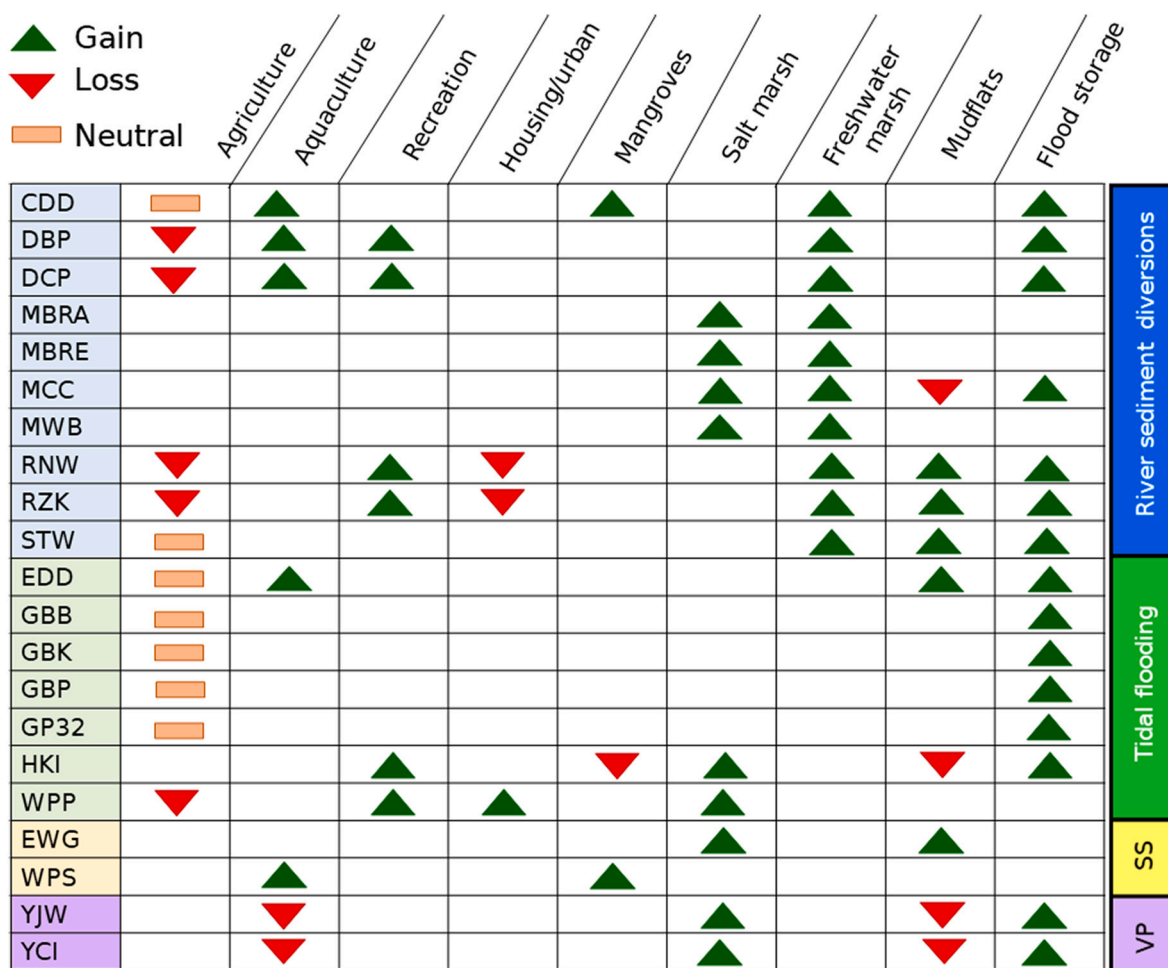 Gain
Loss
Neutral
Agriculture
Aquaculture
Recreation
Housing/urban
Mangroves
Salt marsh
Freshwater
marsh
Mudflats
Flood storage
CDD
DBP
DCP
MBRA
MBRE
MCC
MWB
RNW
RZK
STW
EDD
GBB
GBK
GBP
GP32
HKI
WPP
EWG
WPS
YJW
YCI
River sediment diversions
Tidal flooding
SS
VP